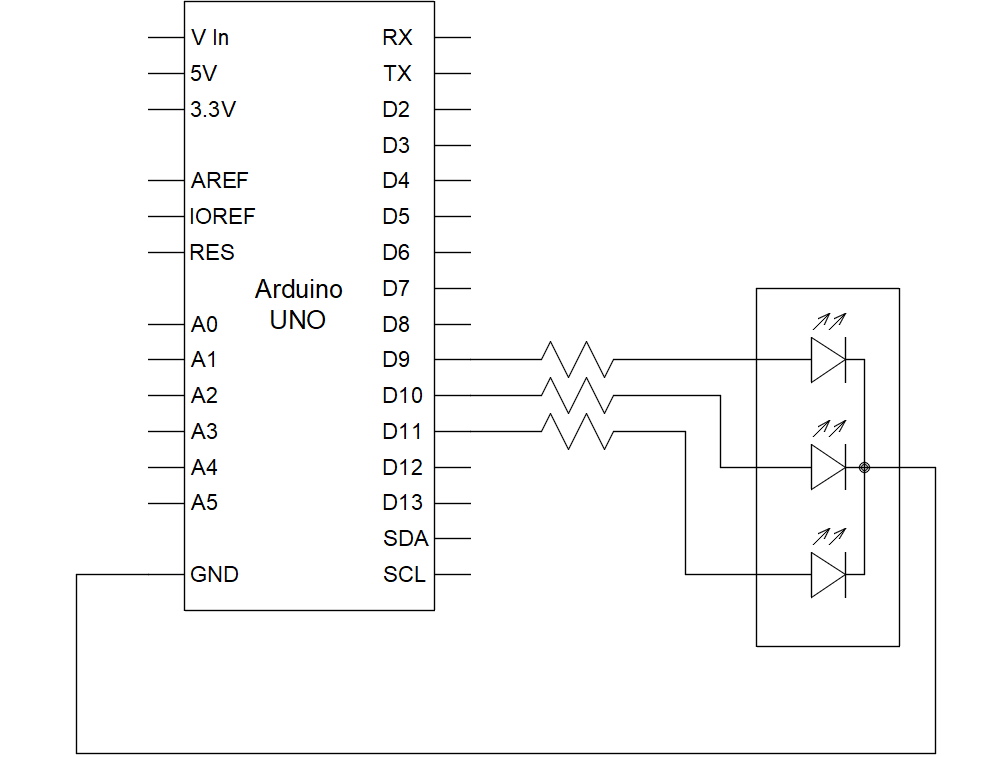 V In
5V
3.3V
AREF
IOREF
RES
A0
A1
A2
A3
A4
A5
GND
Arduino
UNO
RX
TX
D2
D3
D4
D5
D6
D7
D8
D9
D10
D11
D12
D13
SDA
SCL